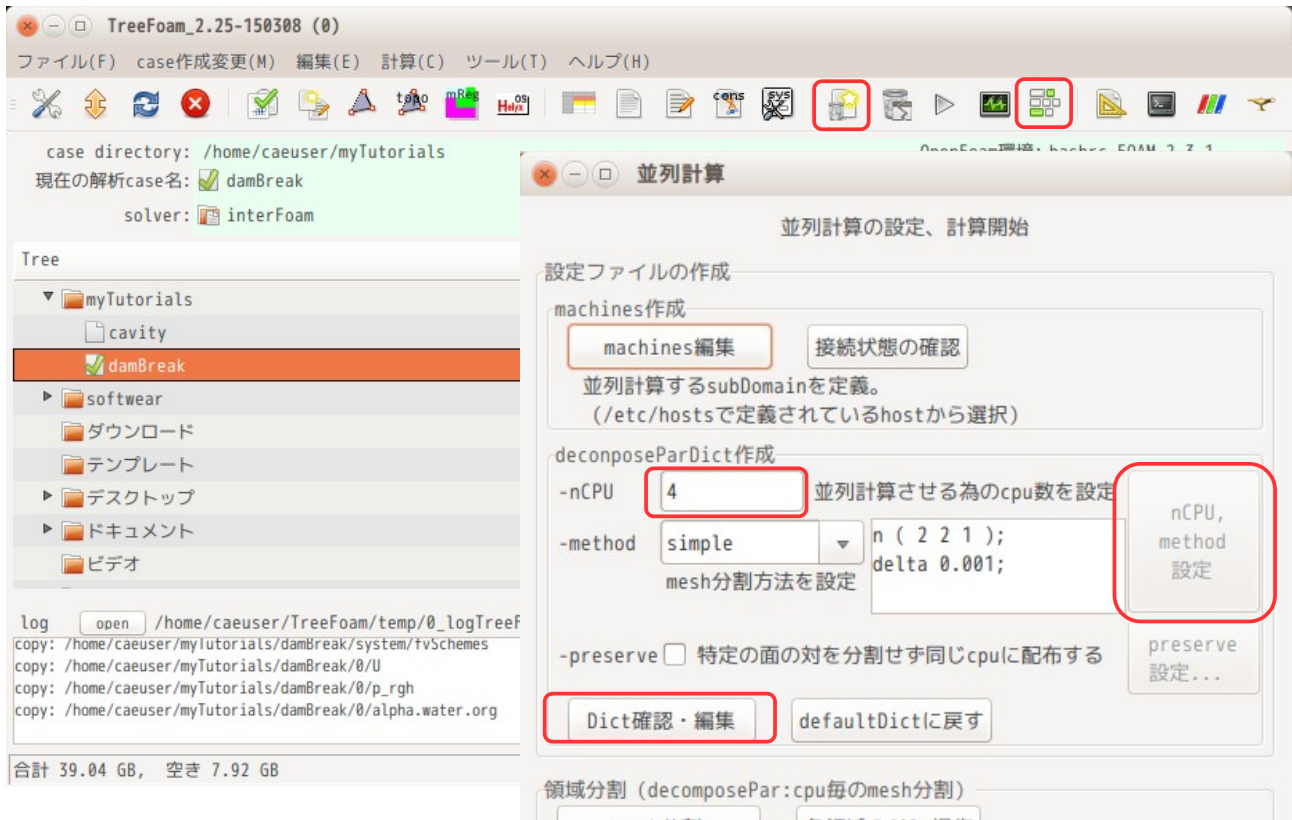 TreeFoam_2.25-150308 (0)
ファイル(F) case作成変更(M) 編集(E) 計算(C) ツール(T) ヘルプ(H)
topo mReg Helyx OS cons sys
case directory: /home/caeuser/myTutorials
現在の解析case名: damBreak
solver: interFoam
Tree
myTutorials
cavity
damBreak
softwear
ダウンロード
テンプレート
デスクトップ
ドキュメント
ビデオ
log open /home/caeuser/TreeFoam/temp/0_logTreeF
copy: /home/caeuser/myTutorials/damBreak/system/fvSchemes
copy: /home/caeuser/myTutorials/damBreak/0/U
copy: /home/caeuser/myTutorials/damBreak/0/p_rgh
copy: /home/caeuser/myTutorials/damBreak/0/alpha.water.org
合計 39.04 GB, 空き 7.92 GB
並列計算
並列計算の設定、計算開始
設定ファイルの作成
machines作成
machines編集 接続状態の確認
並列計算するsubDomainを定義。
(/etc/hostsで定義されているhostから選択)
deconposeParDict作成
-nCPU 4 並列計算させる為のcpu数を設定
-method simple n ( 2 2 1 );
delta 0.001;
mesh分割方法を設定
nCPU,
method
設定
-preserve 特定の面の対を分割せず同じcpuに配布する
preserve
設定...
Dict確認・編集 defaultDictに戻す
領域分割 (decomposePar:cpu毎のmesh分割)